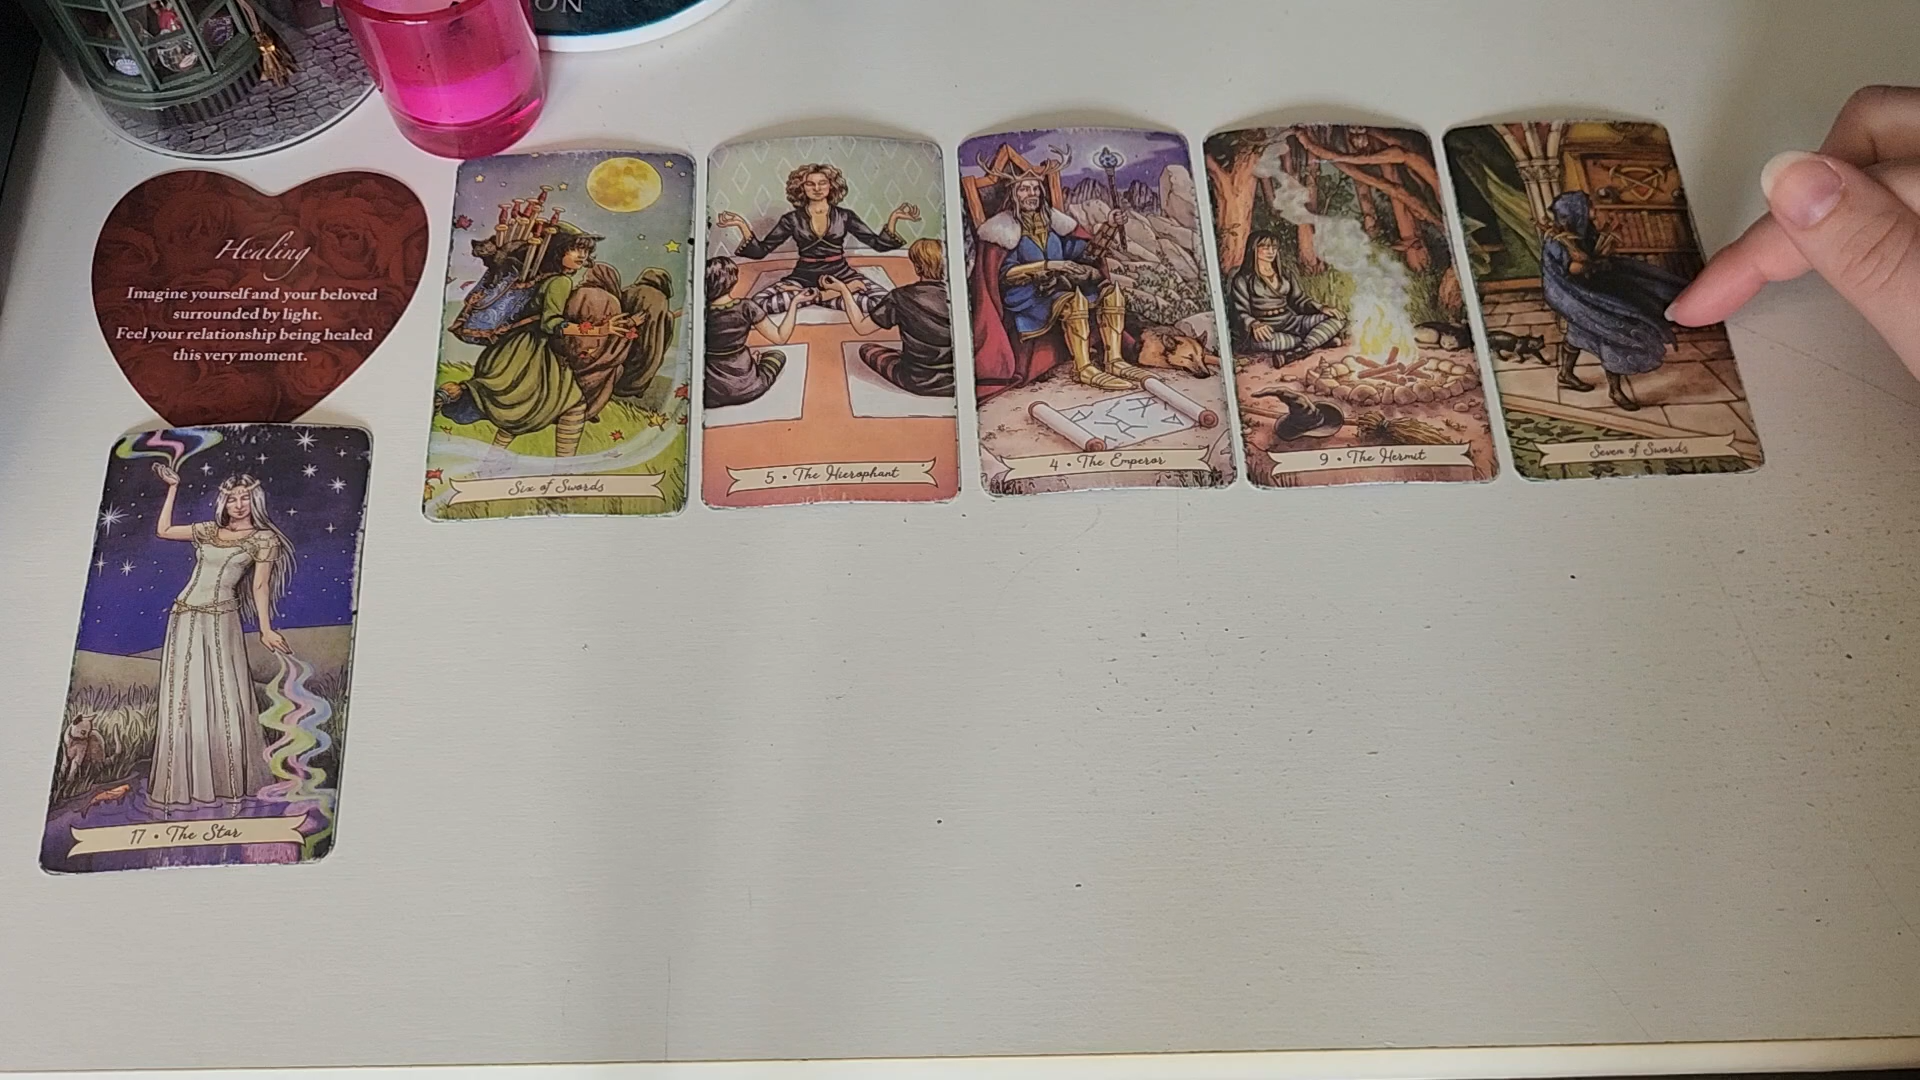 ON
Healing
Imagine yourself and your beloved
surrounded by light.
Feel your relationship being healed
this very moment.
Six of Swords
5 • The Hierophant
4 • The Emperor
9 • The Hermit
Seven of Swords
17 • The Star